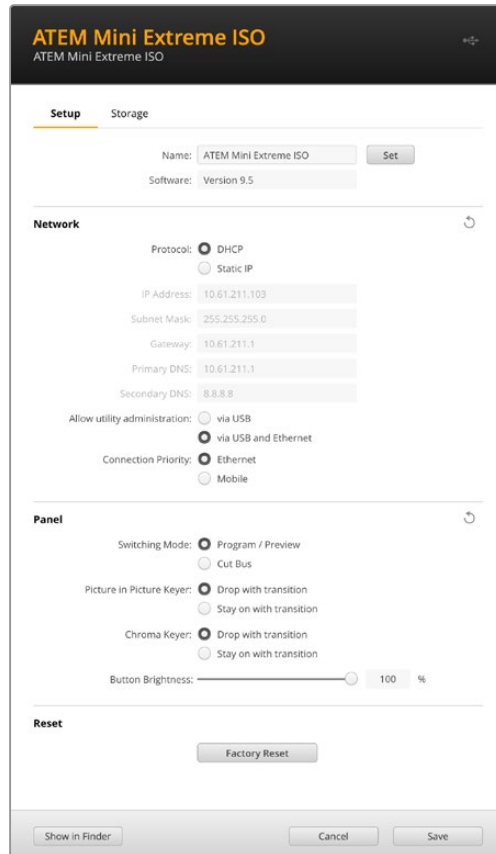 ATEM Mini Extreme ISO
ATEM Mini Extreme ISO
Setup Storage
Name: ATEM Mini Extreme ISO Set
Software: Version 9.5
Network
Protocol: DHCP
Static IP
IP Address: 10.61.211.103
Subnet Mask: 255.255.255.0
Gateway: 10.61.211.1
Primary DNS: 10.61.211.1
Secondary DNS: 8.8.8.8
Allow utility administration: via USB
via USB and Ethernet
Connection Priority: Ethernet
Mobile
Panel
Switching Mode: Program / Preview
Cut Bus
Picture in Picture Keyer: Drop with transition
Stay on with transition
Chroma Keyer: Drop with transition
Stay on with transition
Button Brightness: 100 %
Reset
Factory Reset
Show in Finder Cancel Save